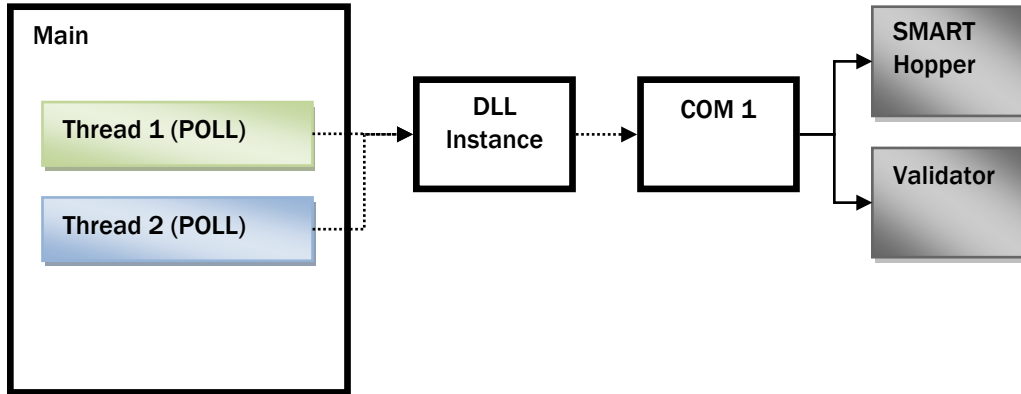 Main
Thread 1 (POLL)
Thread 2 (POLL)
DLL
Instance
COM 1
SMART
Hopper
Validator